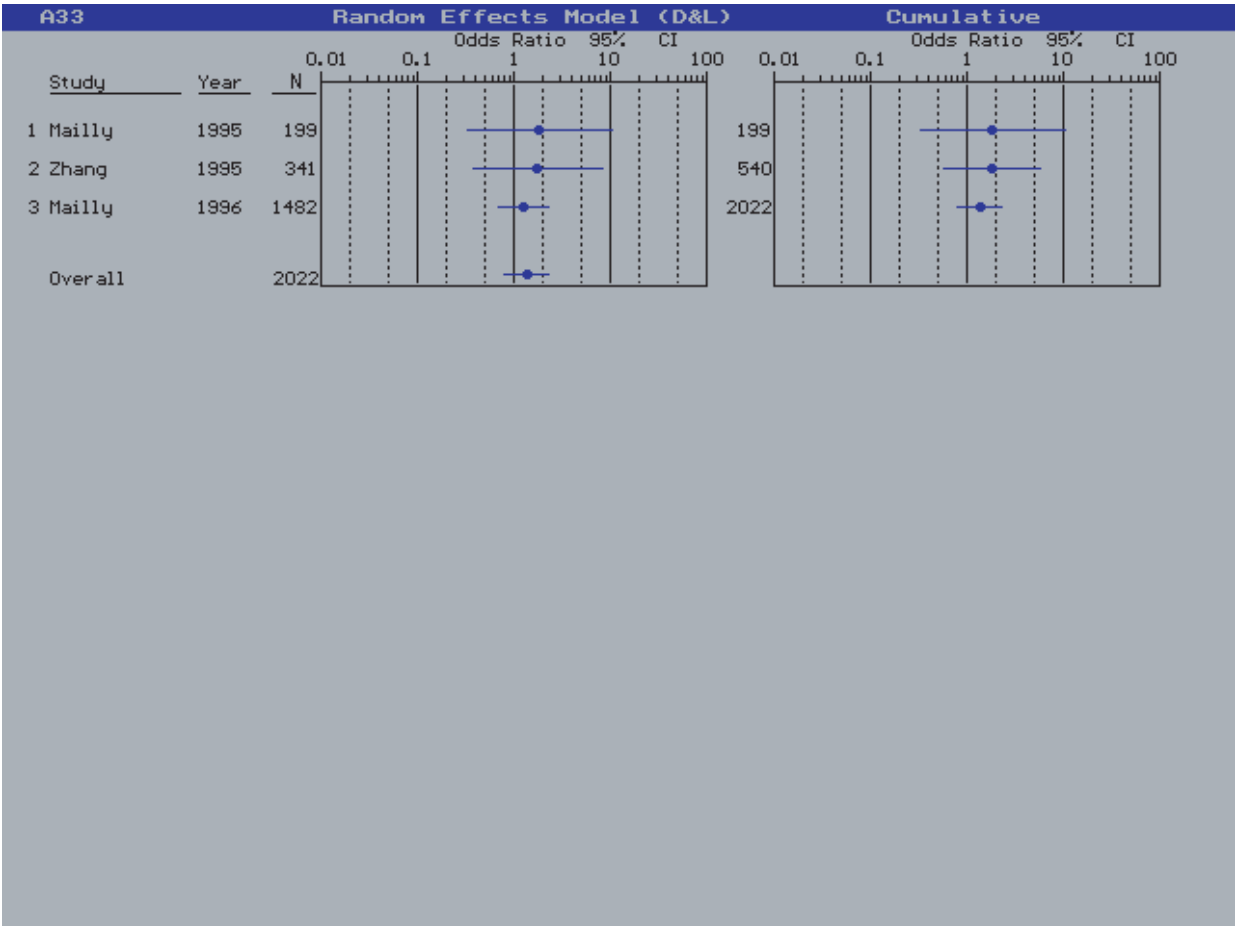 A33 Random Effects Model (D&L) Cumulative
Odds Ratio 95% CI Odds Ratio 95% CI
0.01 0.1 1 10 100 0.01 0.1 1 10 100
Study Year N
1 Mailly 1995 199 199
2 Zhang 1995 341 540
3 Mailly 1996 1482 2022
Overall 2022